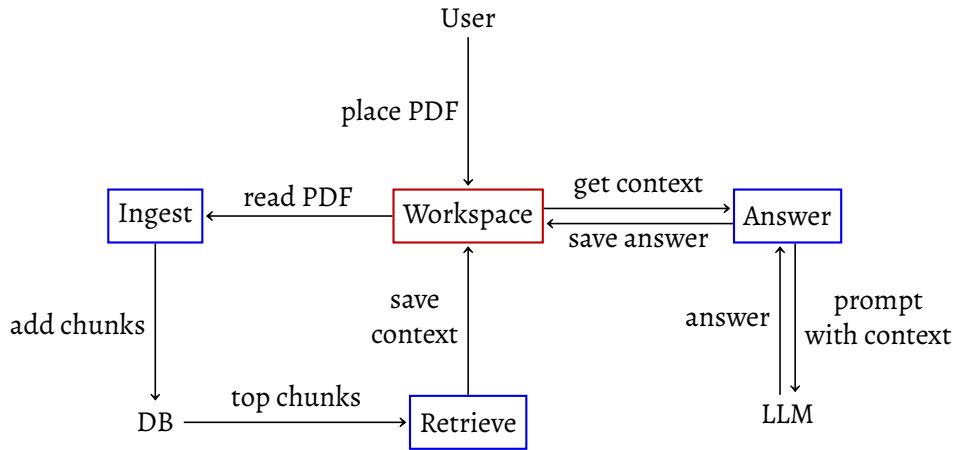 User
place PDF
Ingest
read PDF
Workspace
get context
save answer
Answer
add chunks
save
context
answer
prompt
with context
DB
top chunks
Retrieve
LLM